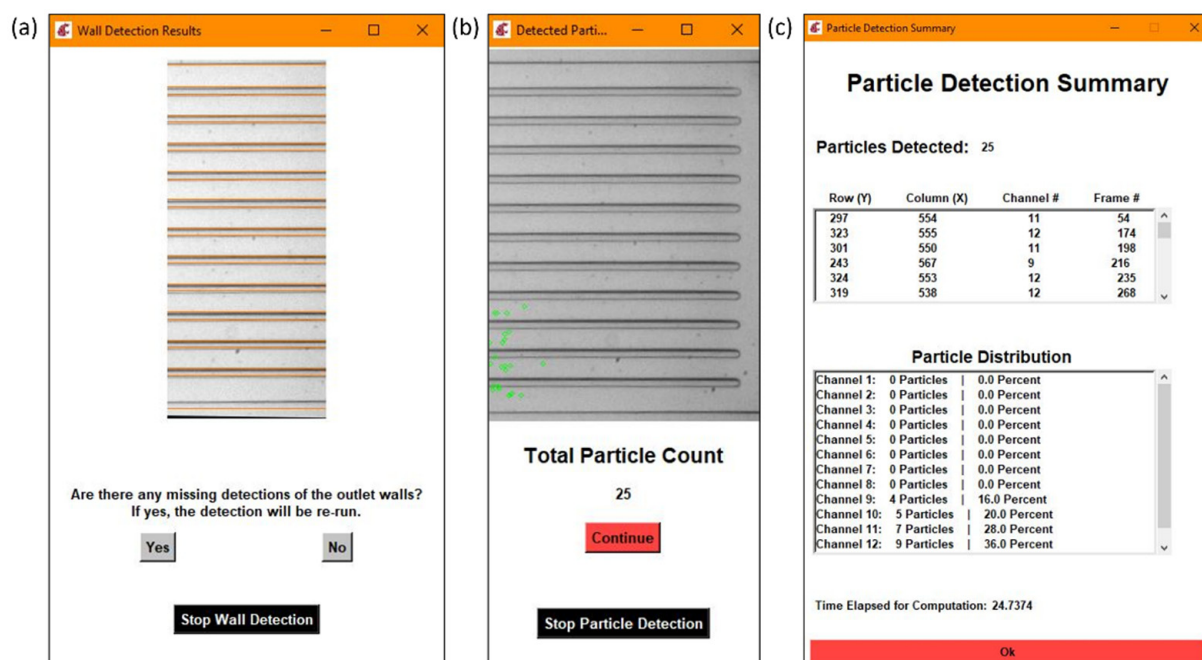 (a)
Wall Detection Results
Are there any missing detections of the outlet walls?
If yes, the detection will be re-run.
Yes No
Stop Wall Detection
(b)
Detected Parti...
Total Particle Count
25
Continue
Stop Particle Detection
(c)
Particle Detection Summary
Particle Detection Summary
Particles Detected: 25
Row (Y) Column (X) Channel # Frame #
297 554 11 54
323 555 12 174
301 550 11 198
243 567 9 216
324 553 12 235
319 538 12 268
Particle Distribution
Channel 1: 0 Particles | 0.0 Percent
Channel 2: 0 Particles | 0.0 Percent
Channel 3: 0 Particles | 0.0 Percent
Channel 4: 0 Particles | 0.0 Percent
Channel 5: 0 Particles | 0.0 Percent
Channel 6: 0 Particles | 0.0 Percent
Channel 7: 0 Particles | 0.0 Percent
Channel 8: 0 Particles | 0.0 Percent
Channel 9: 4 Particles | 16.0 Percent
Channel 10: 5 Particles | 20.0 Percent
Channel 11: 7 Particles | 28.0 Percent
Channel 12: 9 Particles | 36.0 Percent
Time Elapsed for Computation: 24.7374
Ok